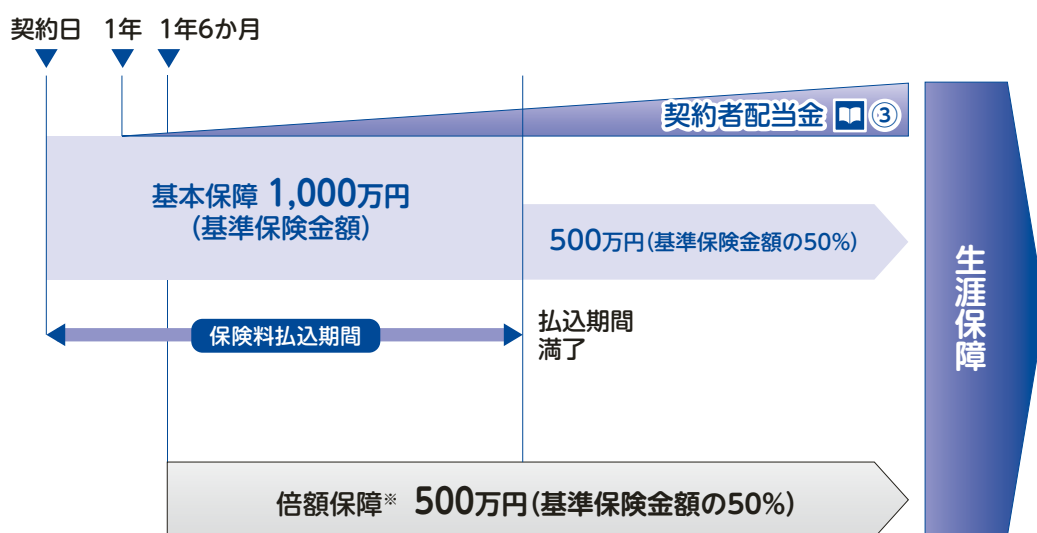 契約日 1年 1年6か月
契約者配当金 ③
基本保障 1,000万円
(基準保険金額)
500万円(基準保険金額の50%)
生涯保障
保険料払込期間
払込期間
満了
倍額保障※ 500万円(基準保険金額の50%)